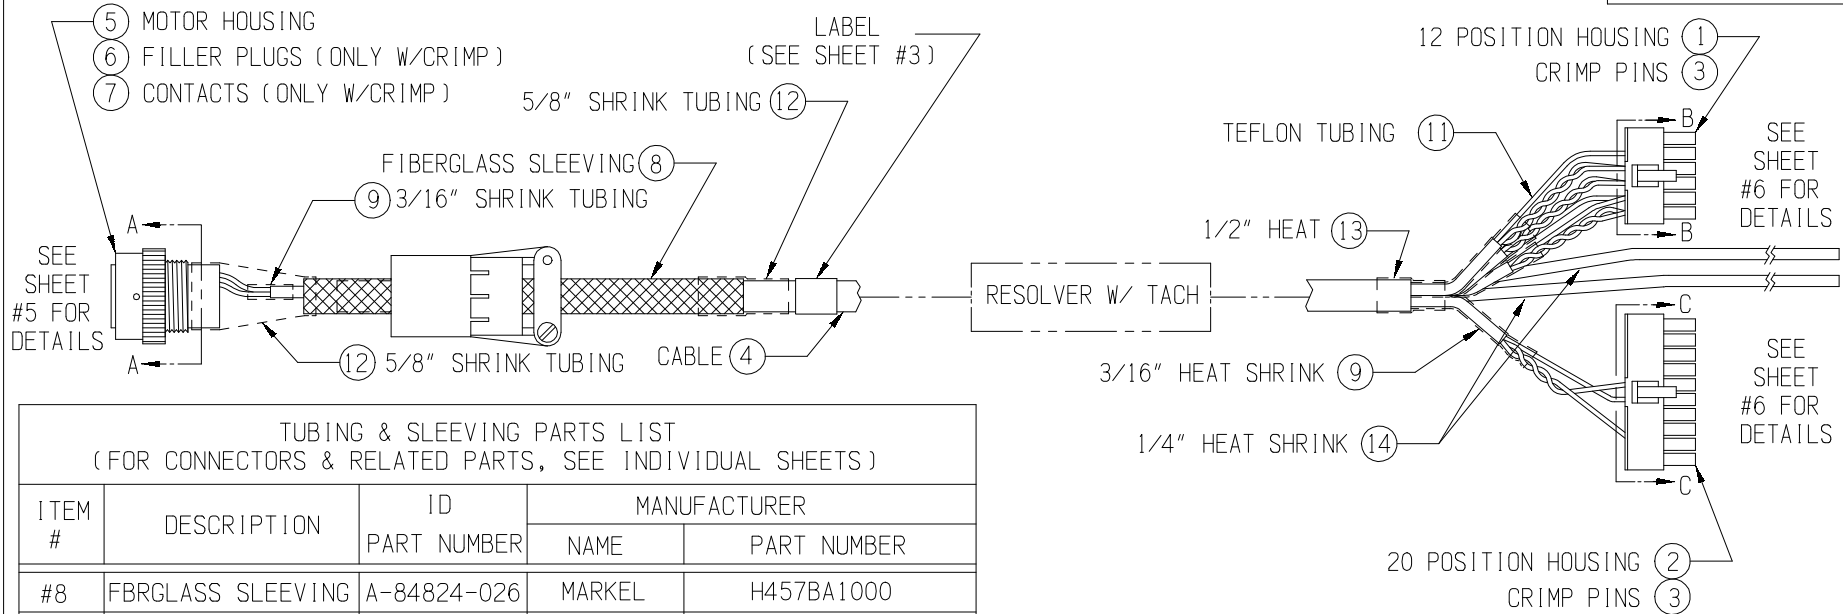 5 MOTOR HOUSING
6 FILLER PLUGS (ONLY W/CRIMP)
7 CONTACTS (ONLY W/CRIMP)
LABEL
(SEE SHEET #3)
5/8" SHRINK TUBING 12
FIBERGLASS SLEEVING 8
9 3/16" SHRINK TUBING
A
SEE
SHEET
#5 FOR
DETAILS
A
12 5/8" SHRINK TUBING
CABLE 4
RESOLVER W/ TACH
12 POSITION HOUSING 1
CRIMP PINS 3
TEFLON TUBING 11
B
SEE
SHEET
#6 FOR
DETAILS
B
1/2" HEAT 13
3/16" HEAT SHRINK 9
1/4" HEAT SHRINK 14
C
SEE
SHEET
#6 FOR
DETAILS
C
20 POSITION HOUSING 2
CRIMP PINS 3
TUBING & SLEEVING PARTS LIST
(FOR CONNECTORS & RELATED PARTS, SEE INDIVIDUAL SHEETS)
ITEM
#
DESCRIPTION
ID
PART NUMBER
MANUFACTURER
NAME
PART NUMBER
#8 FBRGLASS SLEEVING A-84824-026 MARKEL H457BA1000